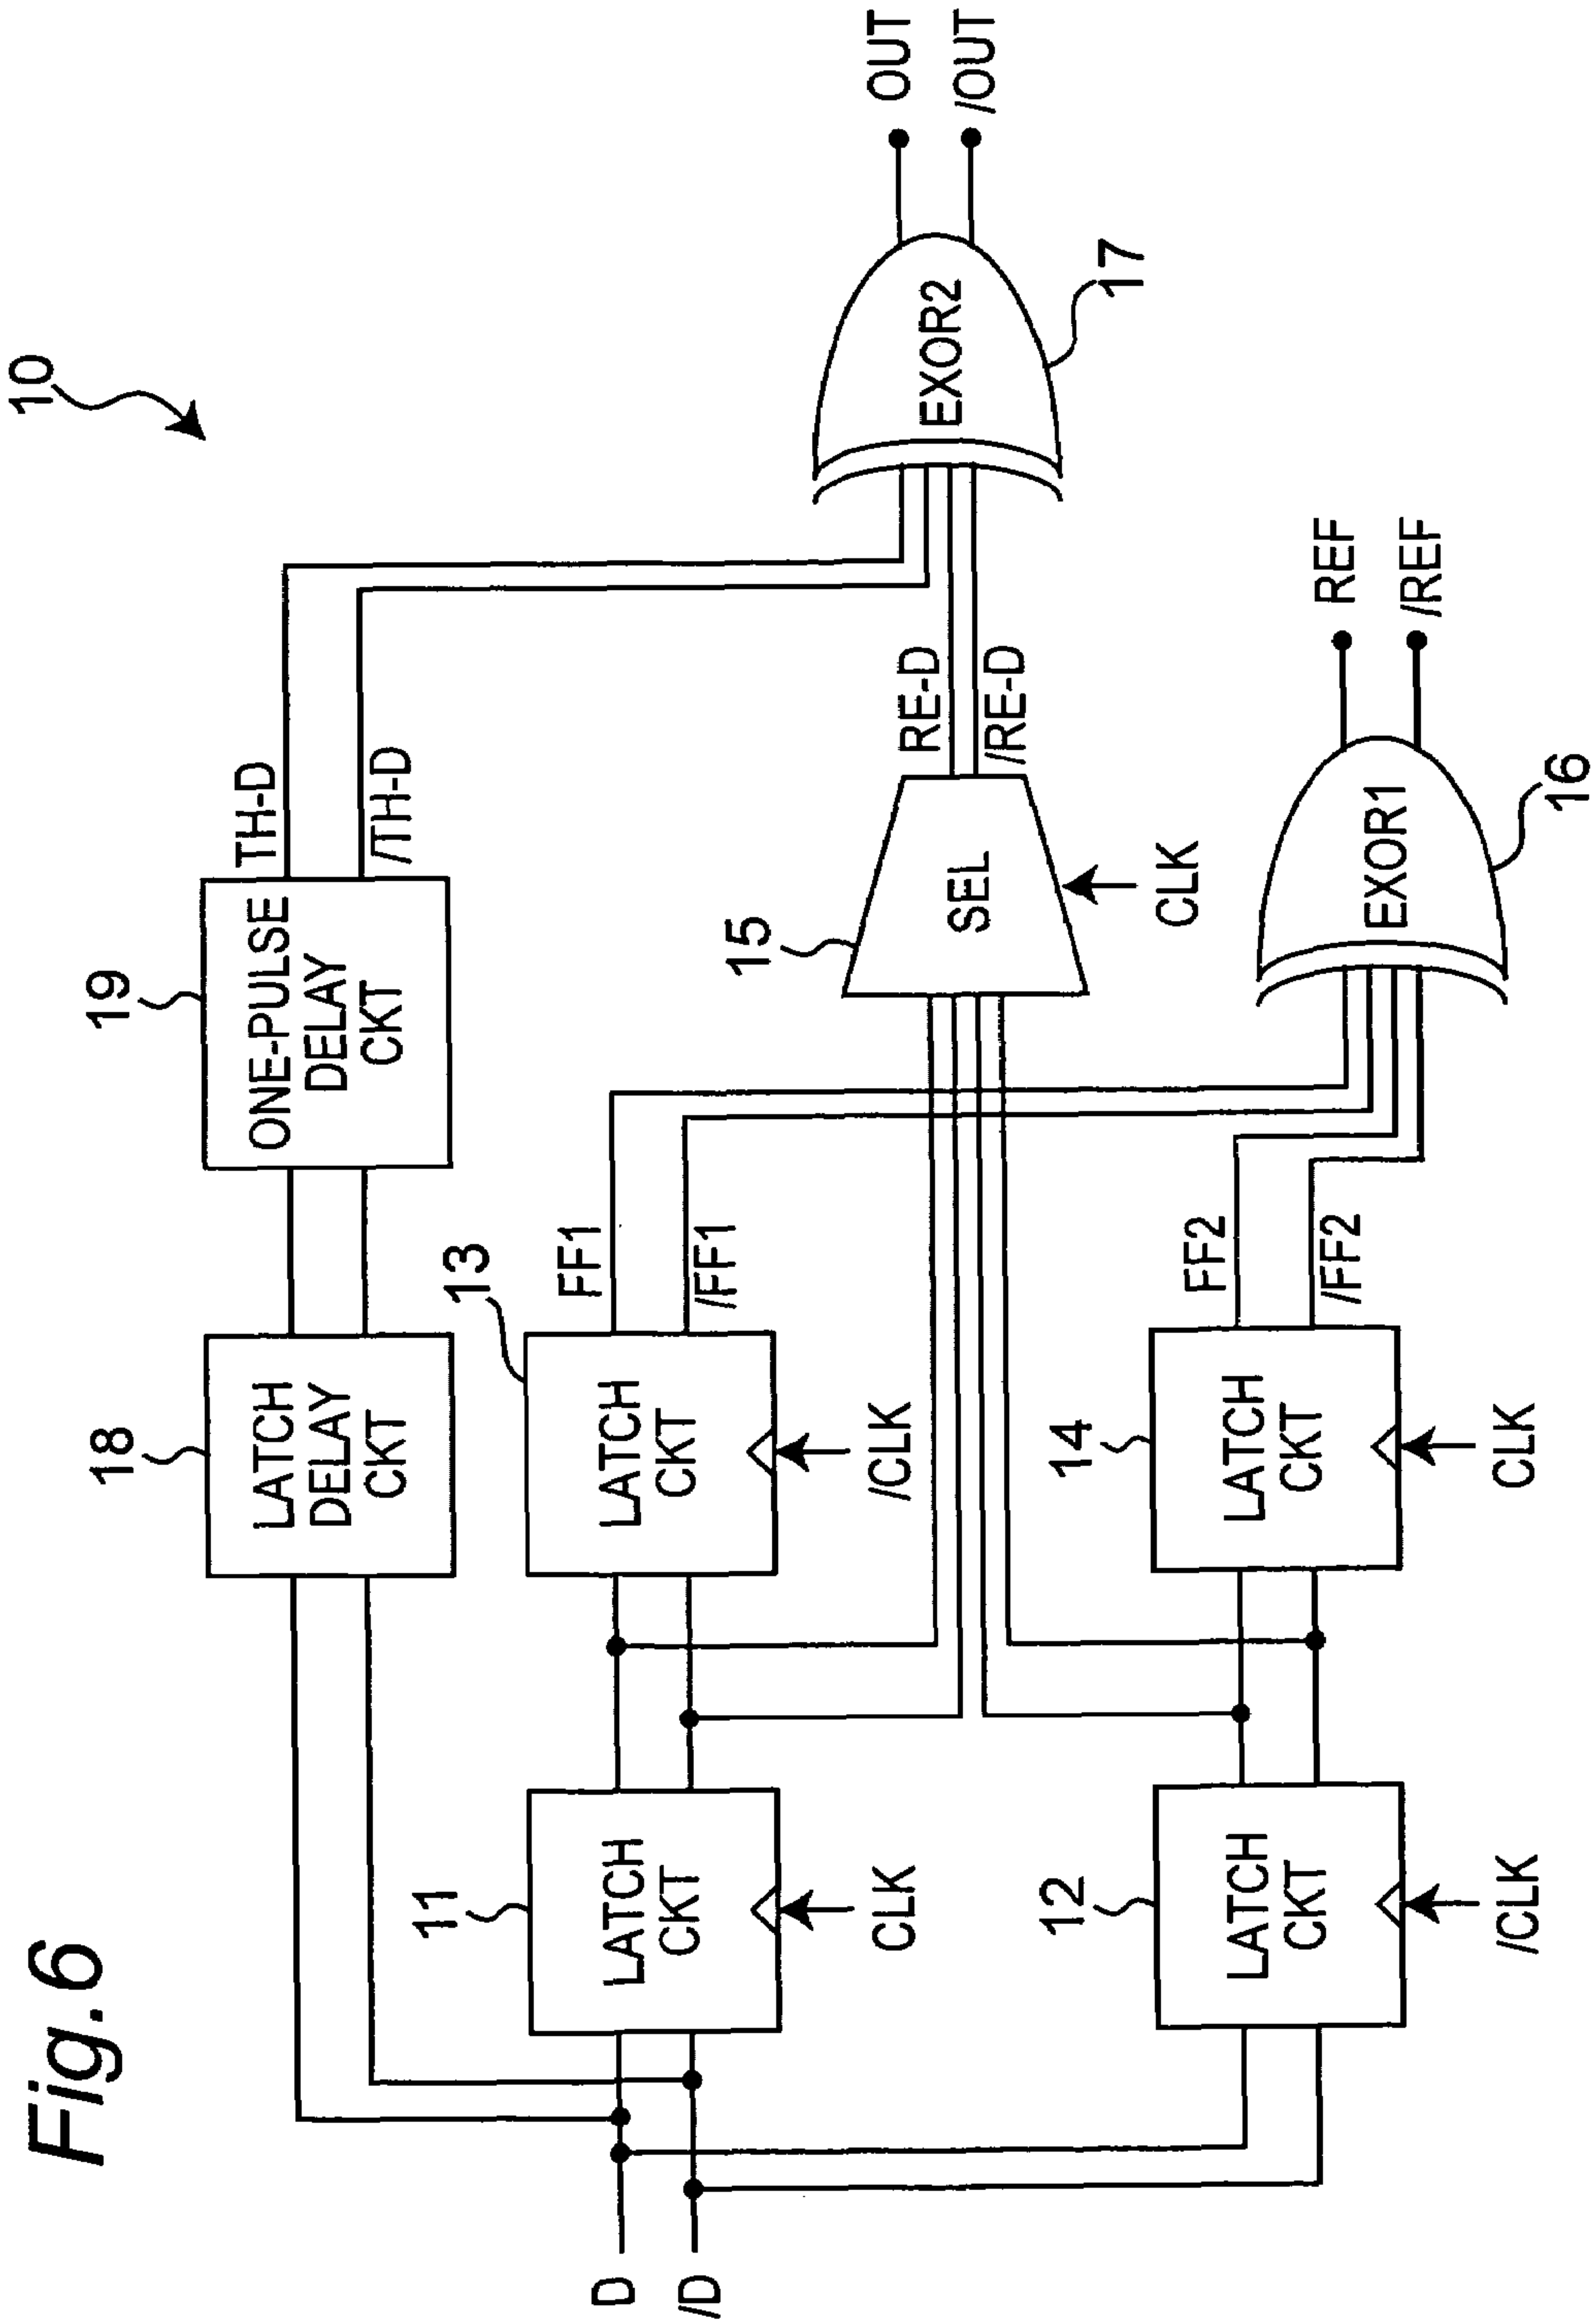 Fig.6
10
18
LATCH
DELAY
CKT
19
ONE-PULSE
DELAY
CKT
TH-D
/TH-D
D
/D
11
LATCH
CKT
CLK
13
LATCH
CKT
/CLK
FF1
/FF1
15
SEL
CLK
RE-D
/RE-D
EXOR2
17
OUT
/OUT
12
LATCH
CKT
/CLK
14
LATCH
CKT
CLK
FF2
/FF2
EXOR1
16
REF
/REF